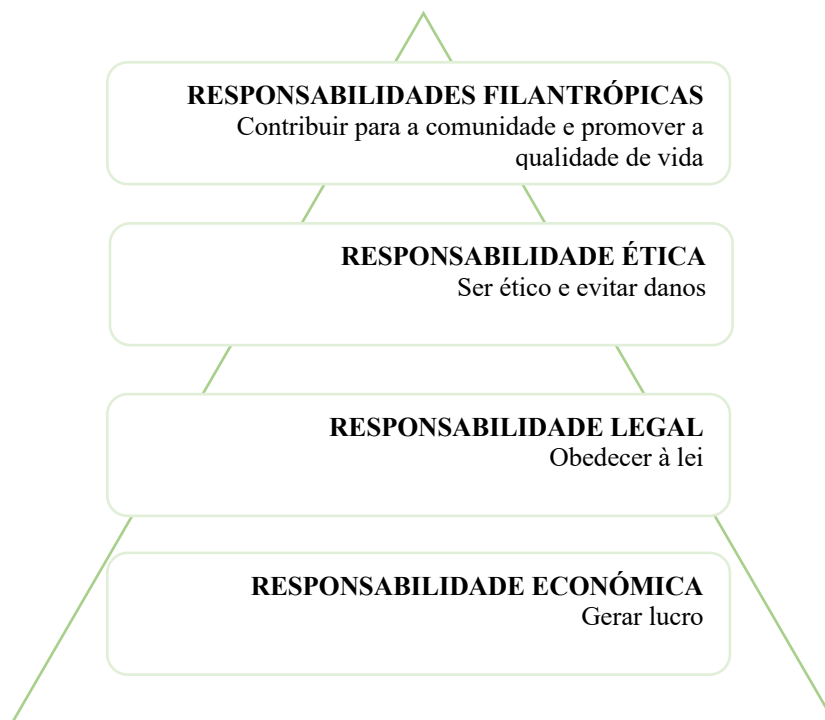 RESPONSABILIDADES FILANTRÓPICAS
Contribuir para a comunidade e promover a
qualidade de vida
RESPONSABILIDADE ÉTICA
Ser ético e evitar danos
RESPONSABILIDADE LEGAL
Obedecer à lei
RESPONSABILIDADE ECONÓMICA
Gerar lucro